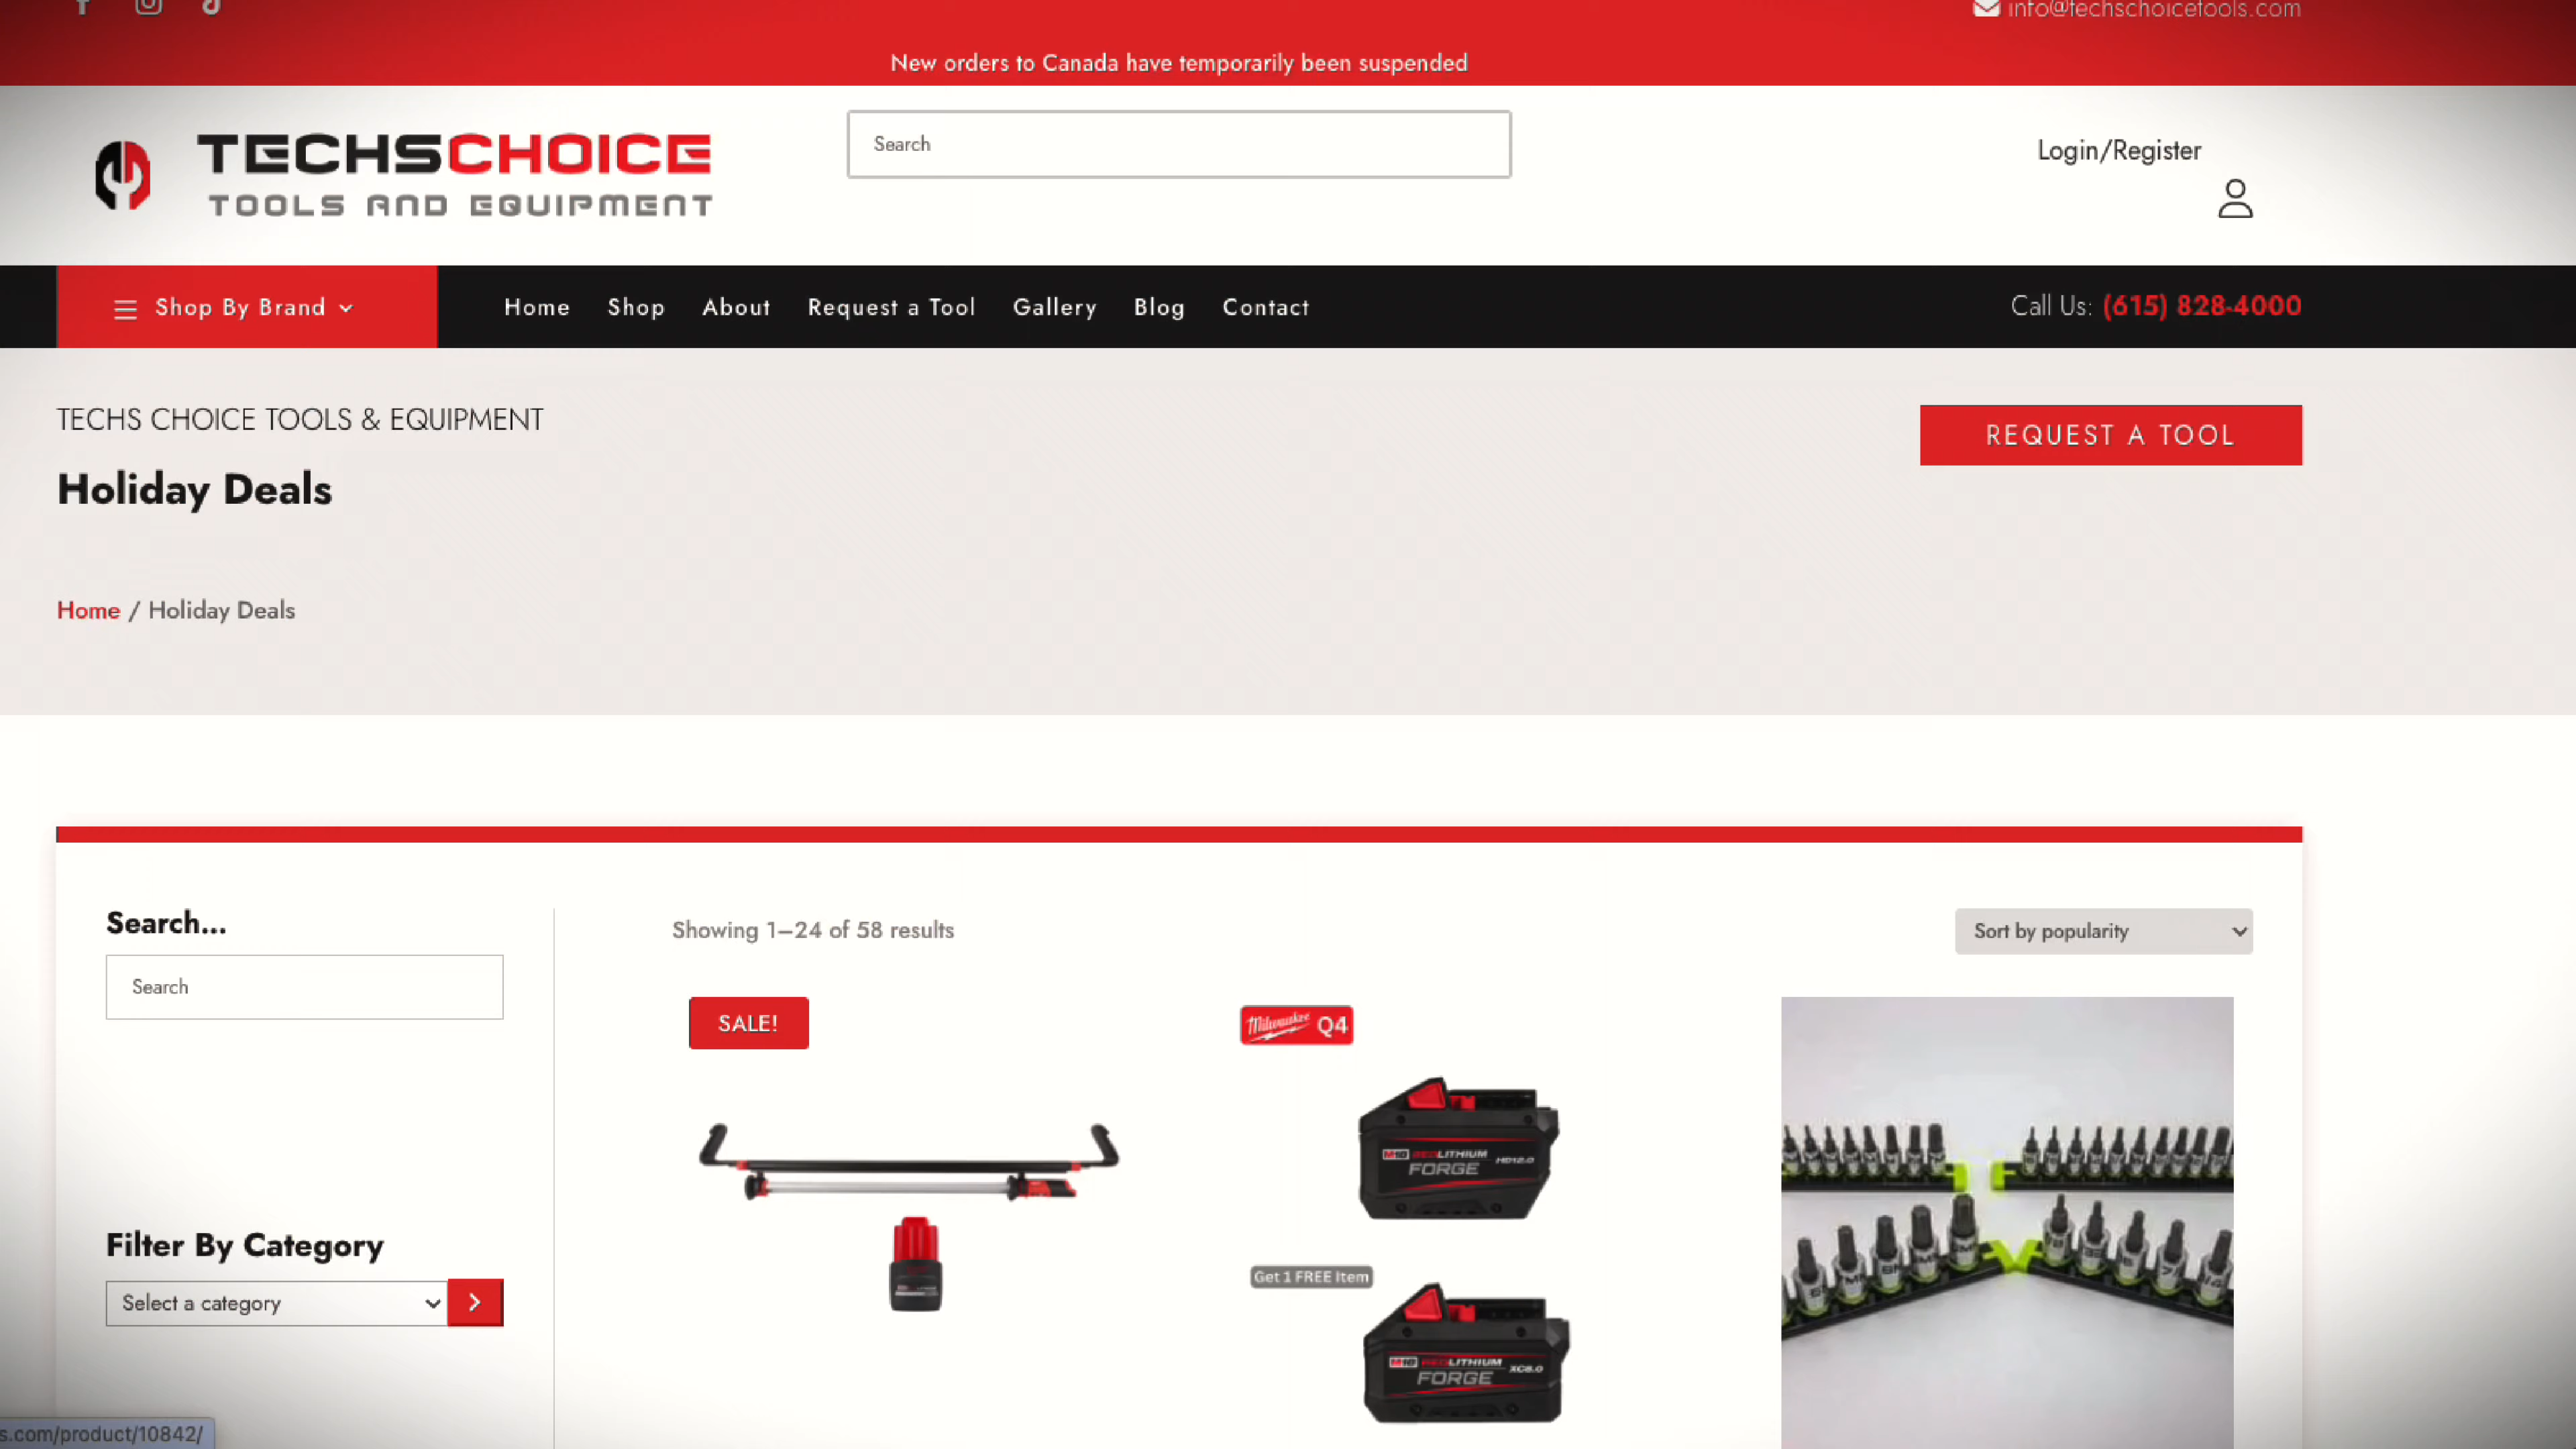 info@techschoicetools.com
New orders to Canada have temporarily been suspended
TECHSCHOICE
TOOLS AND EQUIPMENT
Search
Login/Register
Shop By Brand
Home Shop About Request a Tool Gallery Blog Contact
Call Us: (615) 828-4000
TECHS CHOICE TOOLS & EQUIPMENT
Holiday Deals
REQUEST A TOOL
Home / Holiday Deals
Search...
Search
Filter By Category
Select a category
Showing 1–24 of 58 results
Sort by popularity
SALE!
Milwaukee Q4
M18 REDLITHIUM
FORGE HD12.0
Get 1 FREE Item
M18 REDLITHIUM
FORGE XC8.0
s.com/product/10842/